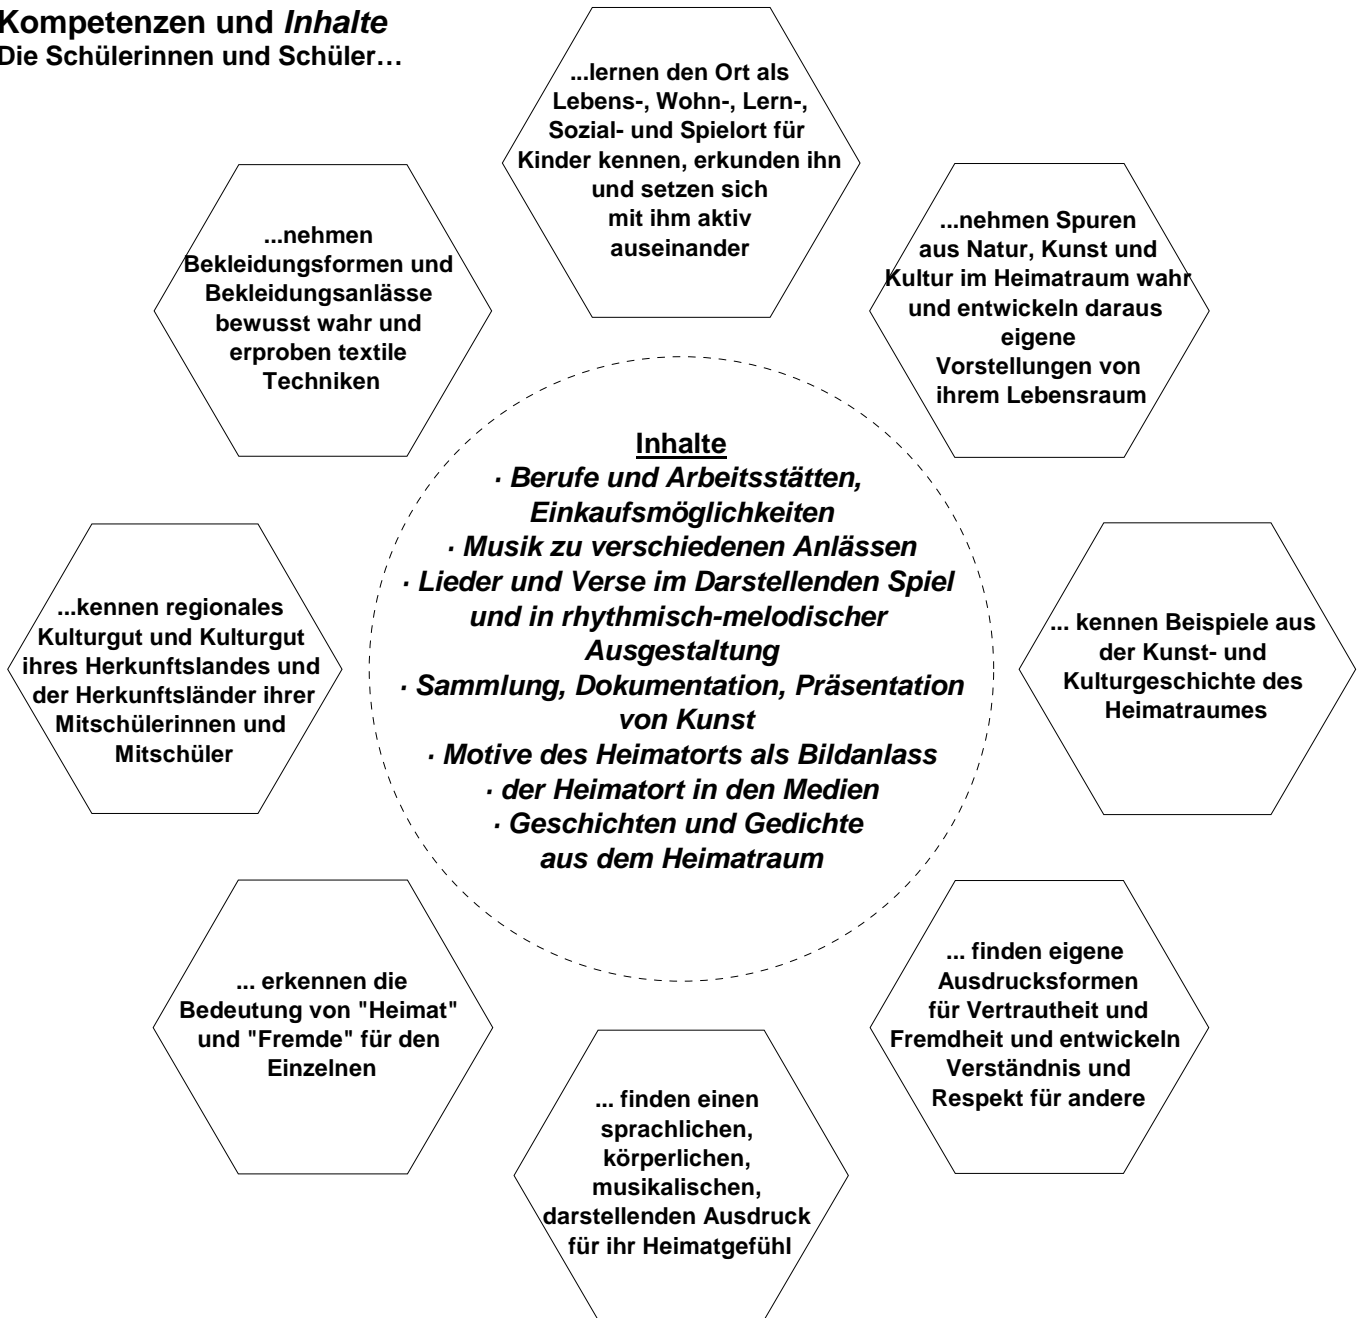 Kompetenzen und Inhalte
Die Schülerinnen und Schüler…
...lernen den Ort als
Lebens-, Wohn-, Lern-,
Sozial- und Spielort für
Kinder kennen, erkunden ihn
und setzen sich
mit ihm aktiv
auseinander
...nehmen
Bekleidungsformen und
Bekleidungsanlässe
bewusst wahr und
erproben textile
Techniken
...nehmen Spuren
aus Natur, Kunst und
Kultur im Heimatraum wahr
und entwickeln daraus
eigene
Vorstellungen von
ihrem Lebensraum
Inhalte
· Berufe und Arbeitsstätten,
Einkaufsmöglichkeiten
· Musik zu verschiedenen Anlässen
· Lieder und Verse im Darstellenden Spiel
und in rhythmisch-melodischer
Ausgestaltung
· Sammlung, Dokumentation, Präsentation
von Kunst
· Motive des Heimatorts als Bildanlass
· der Heimatort in den Medien
· Geschichten und Gedichte
aus dem Heimatraum
...kennen regionales
Kulturgut und Kulturgut
ihres Herkunftslandes und
der Herkunftsländer ihrer
Mitschülerinnen und
Mitschüler
... kennen Beispiele aus
der Kunst- und
Kulturgeschichte des
Heimatraumes
... erkennen die
Bedeutung von "Heimat"
und "Fremde" für den
Einzelnen
... finden eigene
Ausdrucksformen
für Vertrautheit und
Fremdheit und entwickeln
Verständnis und
Respekt für andere
... finden einen
sprachlichen,
körperlichen,
musikalischen,
darstellenden Ausdruck
für ihr Heimatgefühl